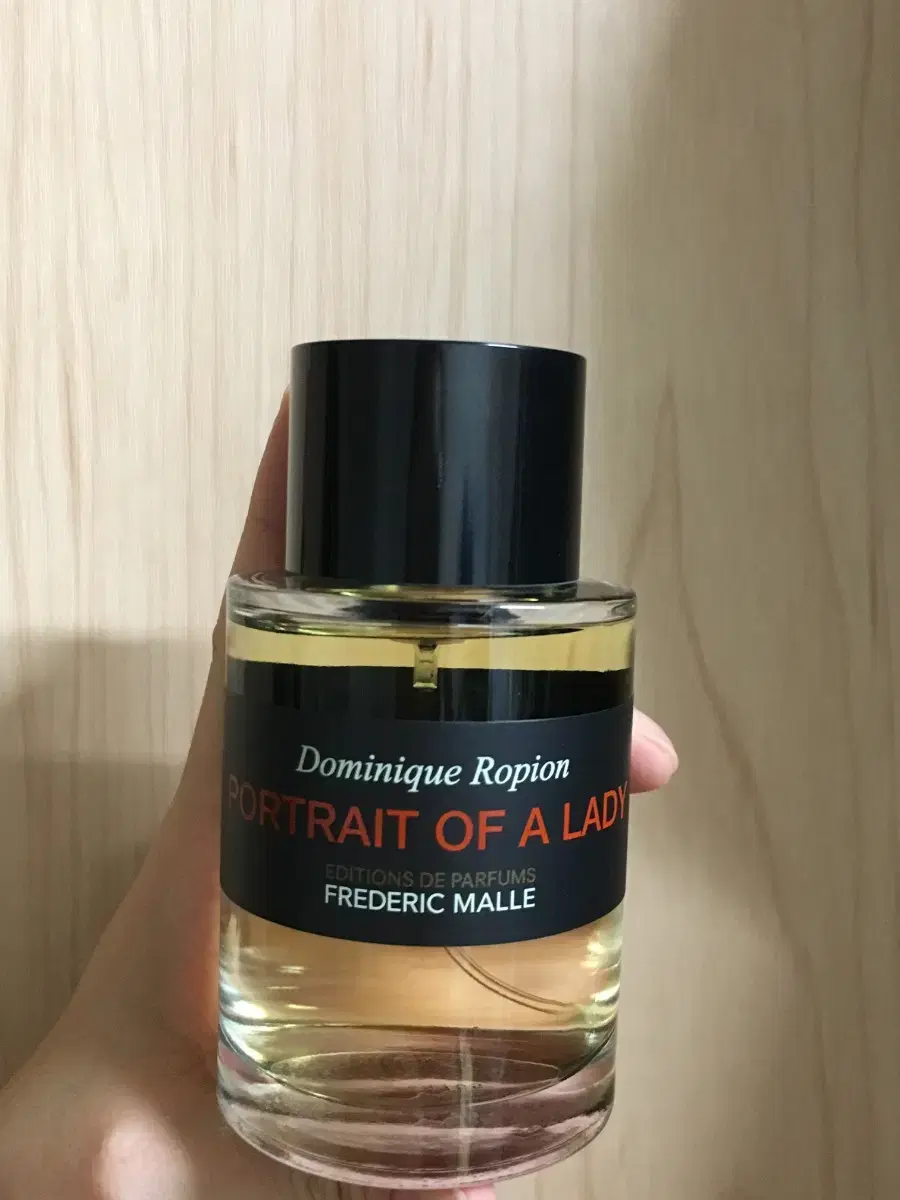 Dominique Ropion
PORTRAIT OF A LADY
EDITIONS DE PARFUMS
FREDERIC MALLE